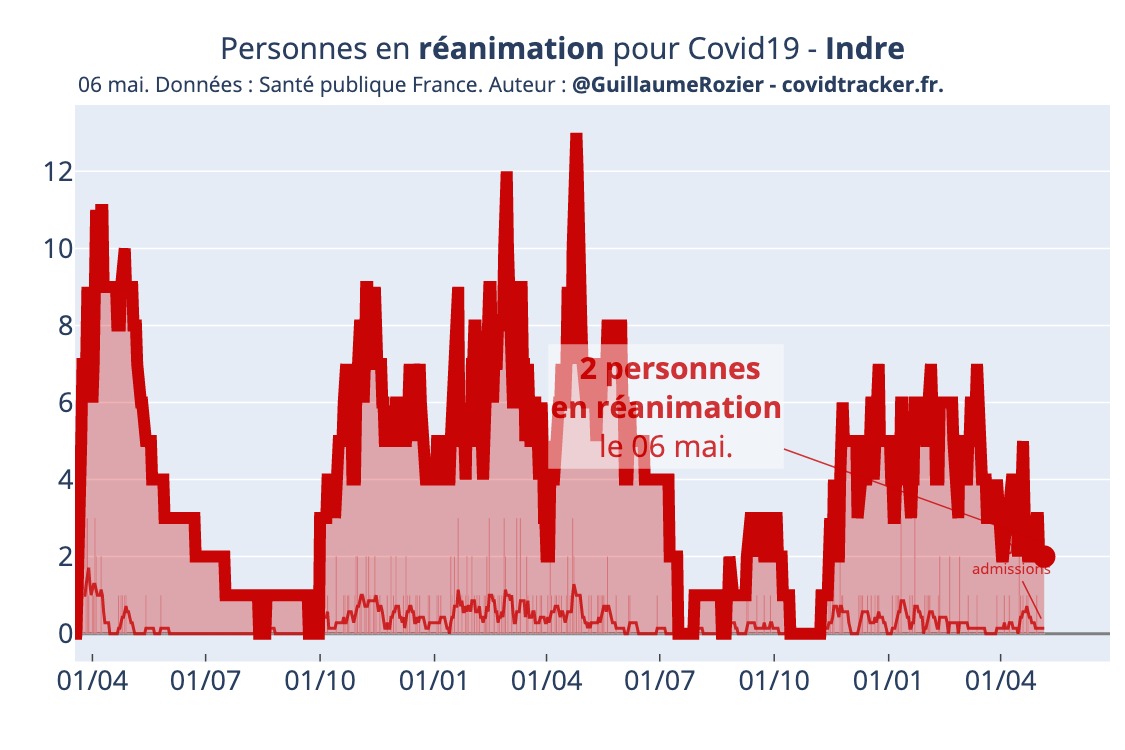 Personnes en réanimation pour Covid19 - Indre
06 mai. Données : Santé publique France. Auteur : @GuillaumeRozier - covidtracker.fr.
12
10
8
6
4
2
0
2 personnes
en réanimation
le 06 mai.
admissions
01/04 01/07 01/10 01/01 01/04 01/07 01/10 01/01 01/04